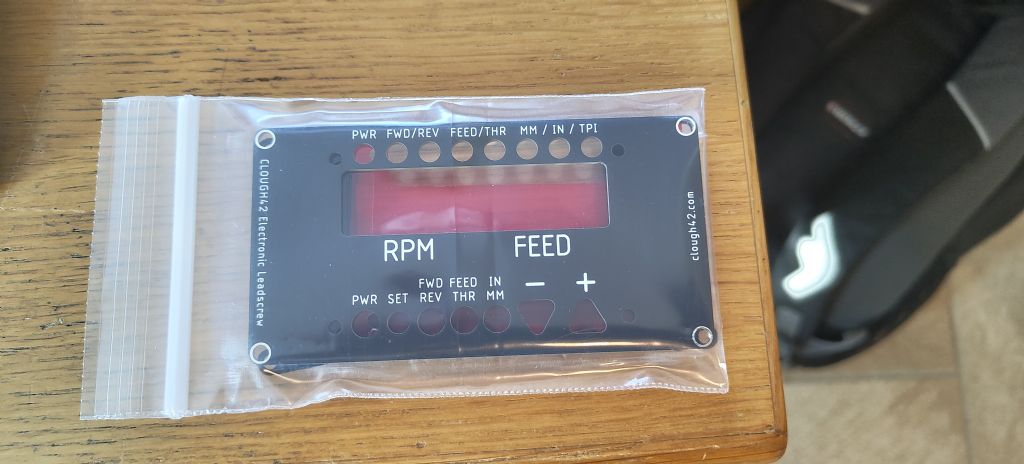 PWR FWD/REV FEED/THR MM / IN / TPI
CLOUGH42 Electronic Leadscrew
clough42.com
RPM FEED
FWD FEED IN − +
PWR SET REV THR MM